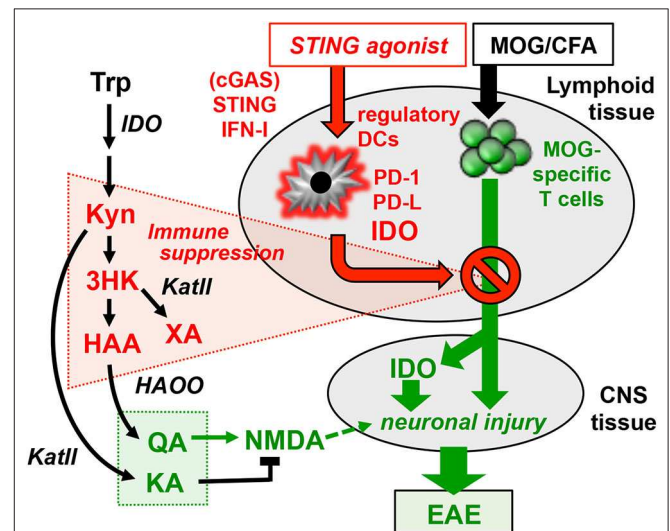 STING agonist
MOG/CFA
Trp
IDO
(cGAS)
STING
IFN-I
Lymphoid
tissue
regulatory
DCs
PD-1
PD-L
IDO
MOG-
specific
T cells
Kyn
Immune
suppression
3HK
KatII
HAA
XA
HAOO
IDO
CNS
tissue
neuronal injury
KatII
QA
NMDA
KA
EAE